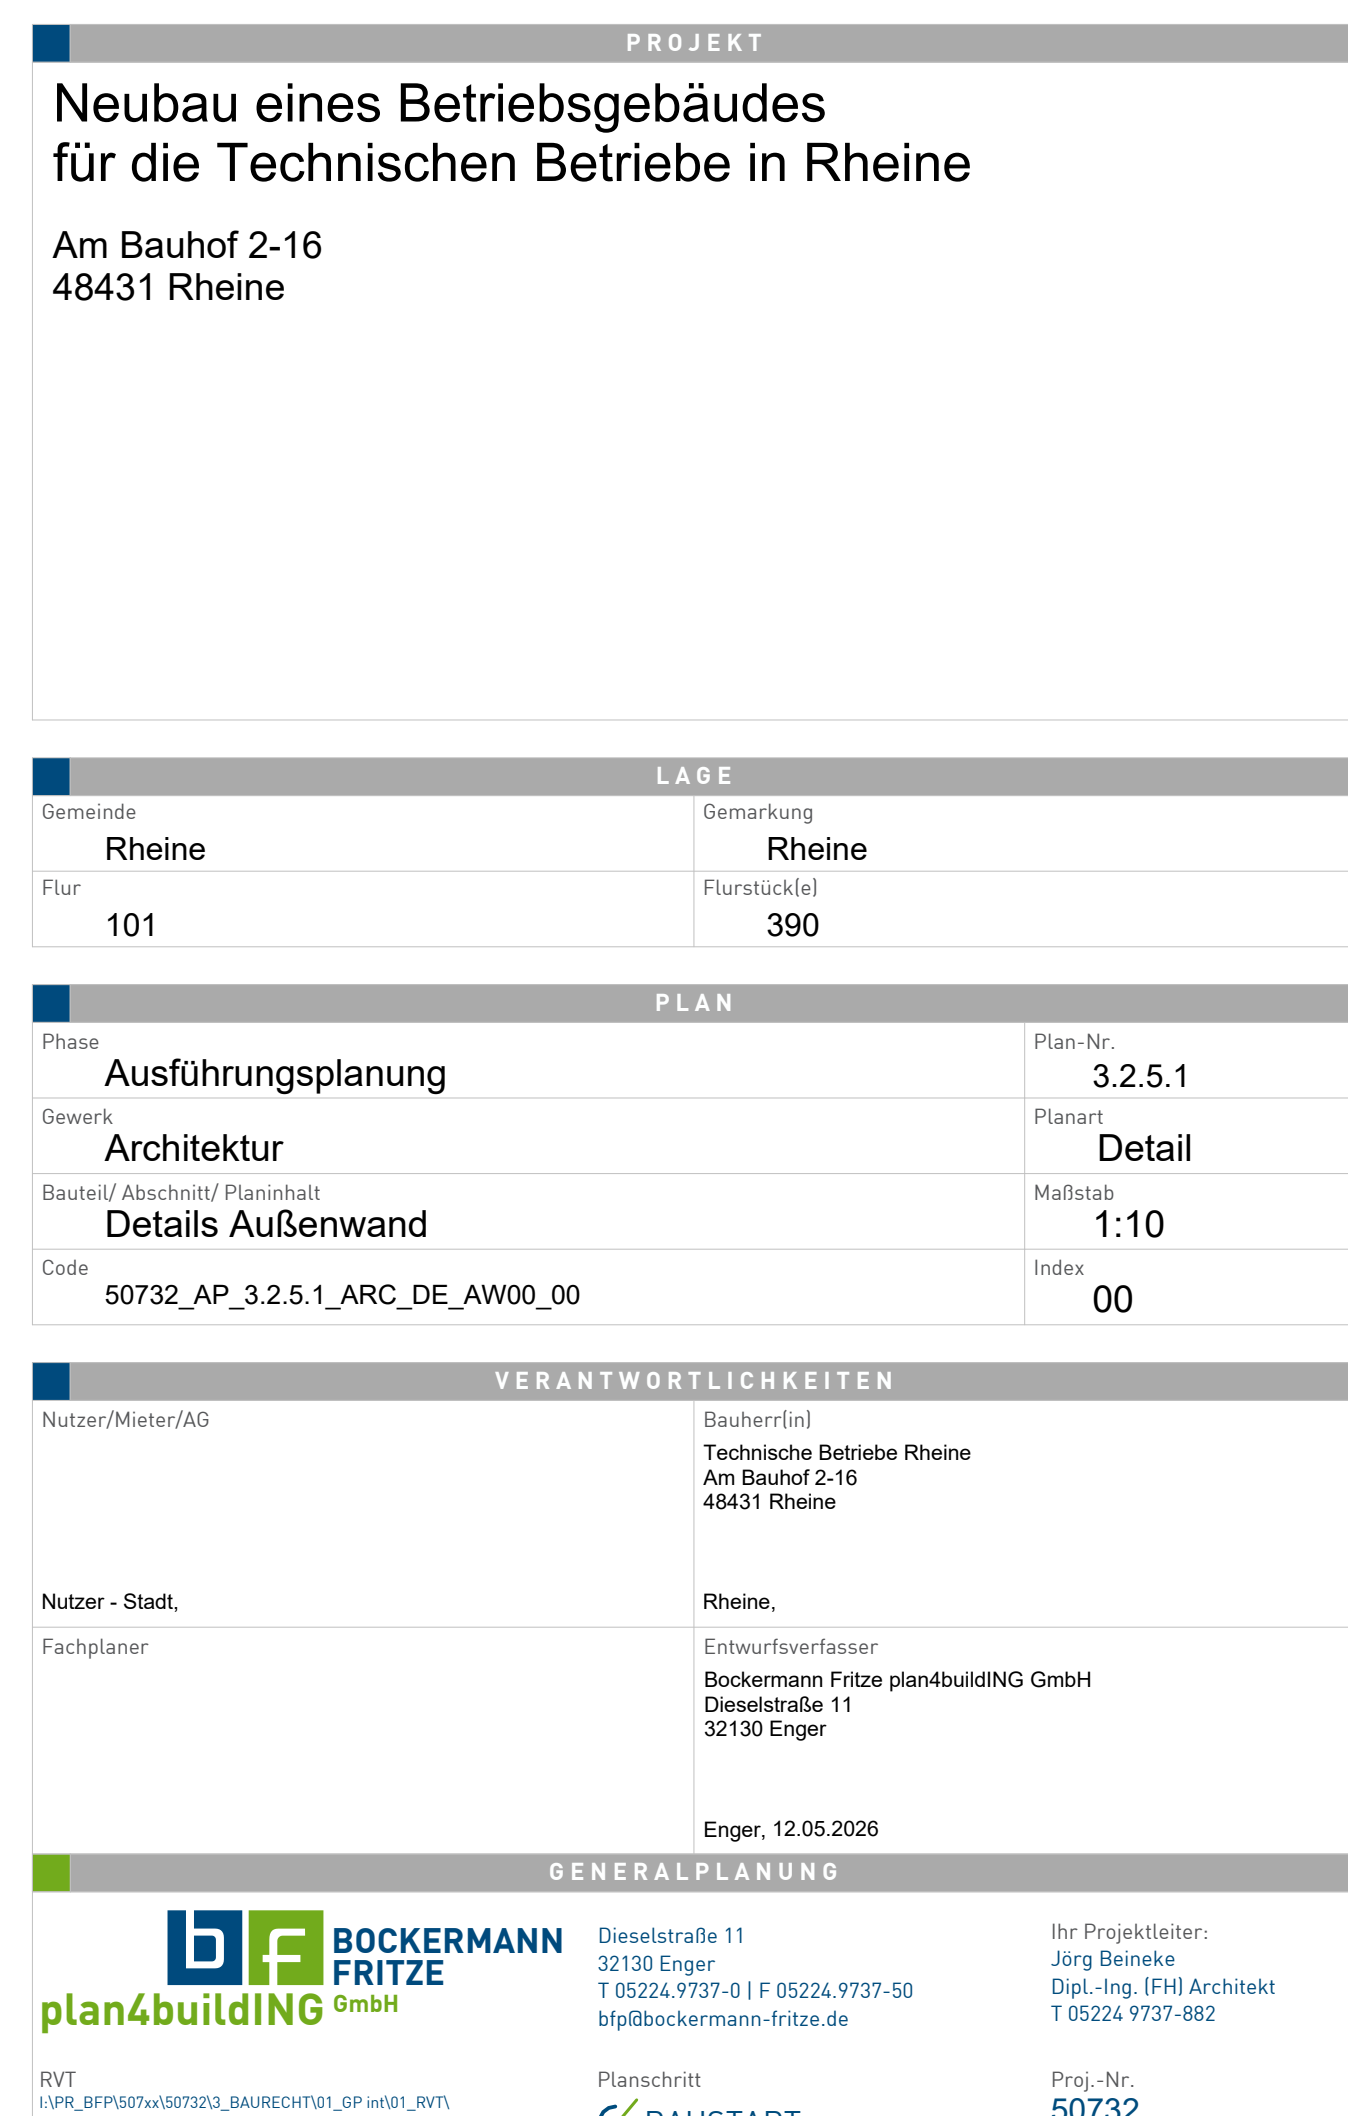 PROJEKT
Neubau eines Betriebsgebäudes
für die Technischen Betriebe in Rheine
Am Bauhof 2-16
48431 Rheine
LAGE
Gemeinde
Rheine
Gemarkung
Rheine
Flur
101
Flurstück(e)
390
PLAN
Phase
Ausführungsplanung
Plan-Nr.
3.2.5.1
Gewerk
Architektur
Planart
Detail
Bauteil/ Abschnitt/ Planinhalt
Details Außenwand
Maßstab
1:10
Code
50732_AP_3.2.5.1_ARC_DE_AW00_00
Index
00
VERANTWORTLICHKEITEN
Nutzer/Mieter/AG
Nutzer - Stadt,
Bauherr(in)
Technische Betriebe Rheine
Am Bauhof 2-16
48431 Rheine
Rheine,
Fachplaner
Entwurfsverfasser
Bockermann Fritze plan4buildING GmbH
Dieselstraße 11
32130 Enger
Enger, 12.05.2026
GENERALPLANUNG
bf BOCKERMANN
FRITZE
plan4buildING GmbH
Dieselstraße 11
32130 Enger
T 05224.9737-0 | F 05224.9737-50
bfp@bockermann-fritze.de
Ihr Projektleiter:
Jörg Beineke
Dipl.-Ing. (FH) Architekt
T 05224 9737-882
RVT
I:\PR_BFP\507xx\50732\3_BAURECHT\01_GP int\01_RVT\
Planschritt
BAUSTART
Proj.-Nr.
50732